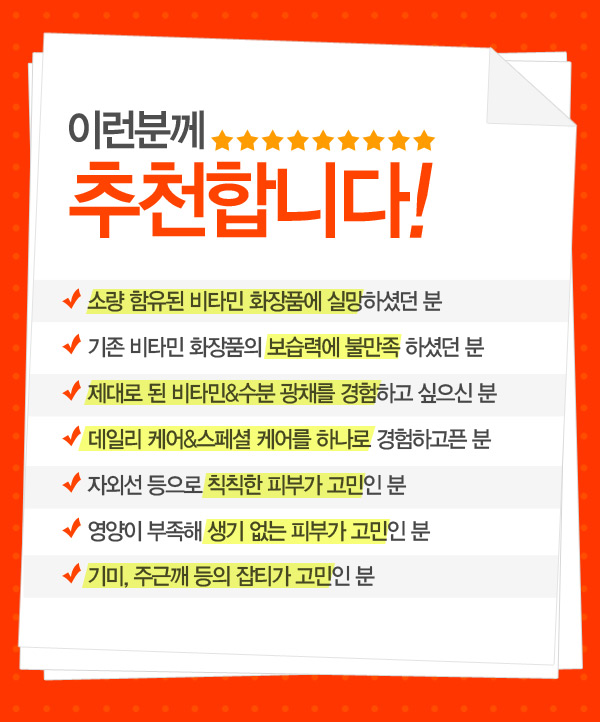 이런분께 ★★★★★★★★★
추천합니다!
소량 함유된 비타민 화장품에 실망하셨던 분
기존 비타민 화장품의 보습력에 불만족 하셨던 분
제대로 된 비타민&수분 광채를 경험하고 싶으신 분
데일리 케어&스페셜 케어를 하나로 경험하고픈 분
자외선 등으로 칙칙한 피부가 고민인 분
영양이 부족해 생기 없는 피부가 고민인 분
기미, 주근깨 등의 잡티가 고민인 분